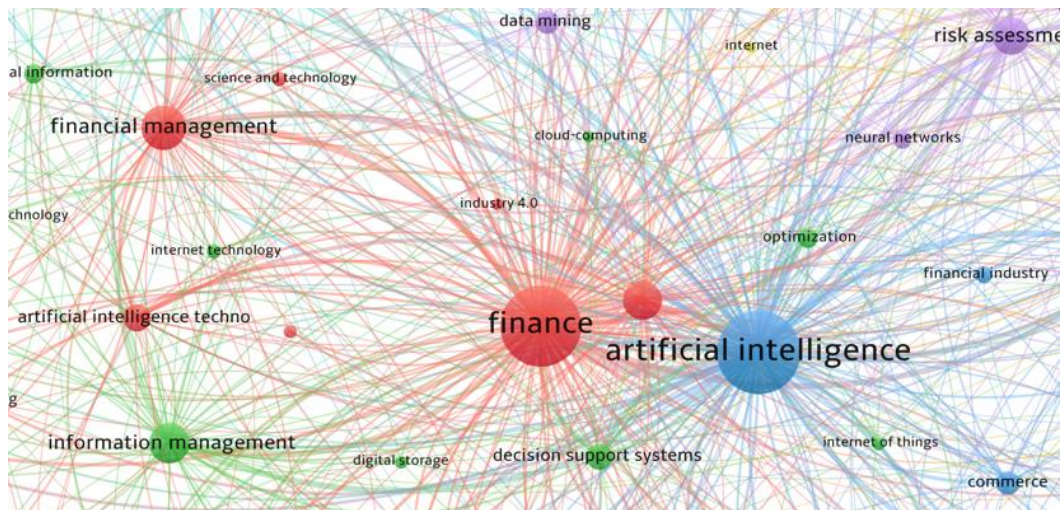 data mining
internet
risk assessme
al information
science and technology
financial management
cloud-computing
neural networks
industry 4.0
chnology
internet technology
optimization
financial industry
artificial intelligence techno
finance
artificial intelligence
g
information management
digital storage
decision support systems
internet of things
commerce